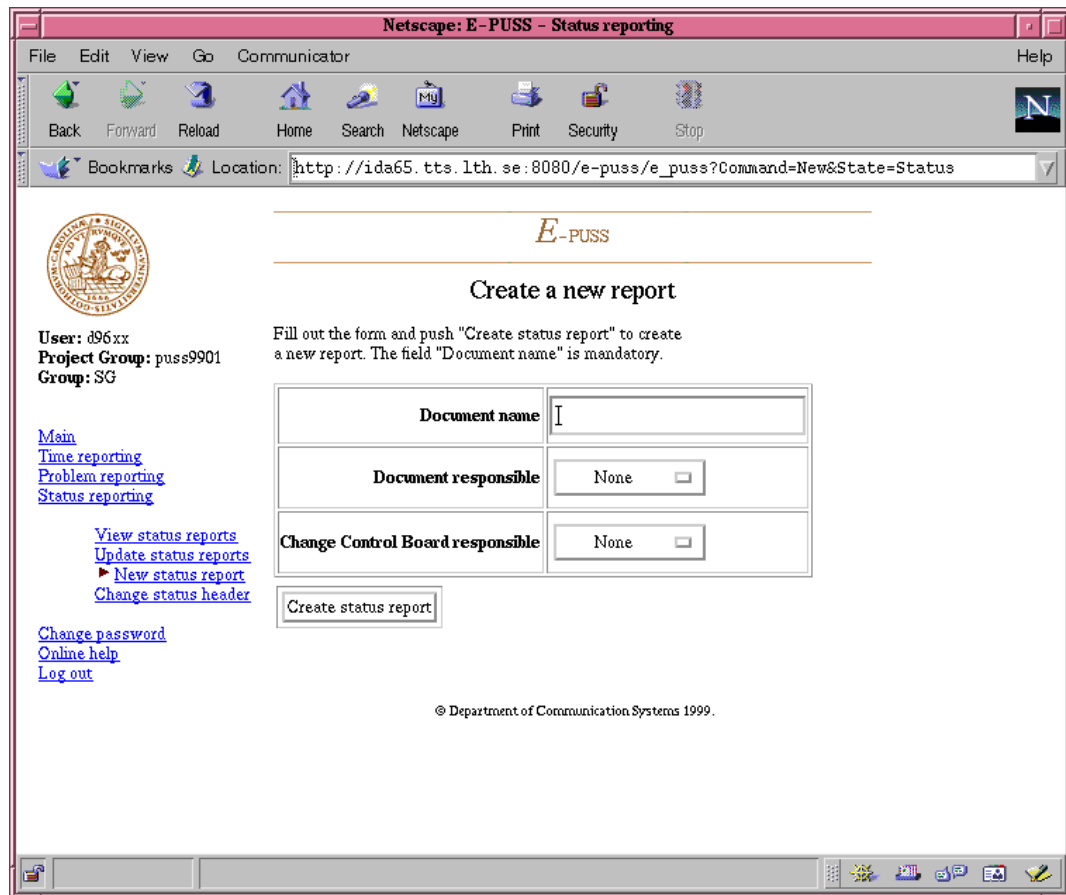 Netscape: E-PUSS – Status reporting
File Edit View Go Communicator Help
My N
Back Forward Reload Home Search Netscape Print Security Stop
Bookmarks Location: http://ida65.tts.lth.se:8080/e-puss/e_puss?Command=New&State=Status
E-PUSS
Create a new report
Fill out the form and push "Create status report" to create
a new report. The field "Document name" is mandatory.
User: d96xx
Project Group: puss9901
Group: SG
Main
Time reporting
Problem reporting
Status reporting
View status reports
Update status reports
New status report
Change status header
Change password
Online help
Log out
Document name
Document responsible None
Change Control Board responsible None
Create status report
© Department of Communication Systems 1999.